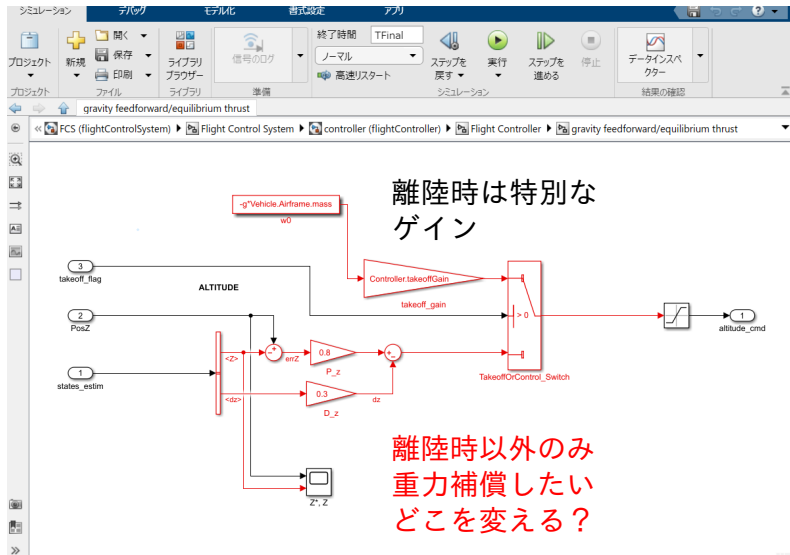 シミュレーション デバッグ モデル化 書式設定 アプリ
プロジェクト
新規
開く
保存
印刷
ライブラリ
ブラウザー
信号のログ
終了時間 TFinal
ノーマル
高速リスタート
ステップを
戻す
実行
ステップを
進める
停止
データインスペ
クター
プロジェクト ファイル ライブラリ 準備 シミュレーション 結果の確認
gravity feedforward/equilibrium thrust
FCS (flightControlSystem) Flight Control System controller (flightController) Flight Controller gravity feedforward/equilibrium thrust
離陸時は特別な
ゲイン
-g*Vehicle.Airframe.mass
w0
3
takeoff_flag
ALTITUDE
Controller.takeoffGain
takeoff_gain
> 0
2
PosZ
1
altitude_cmd
<Z>
errZ
0.8
P_z
1
states_estim
TakeoffOrControl_Switch
<dz>
0.3
dz
D_z
Z*, Z
離陸時以外のみ
重力補償したい
どこを変える？